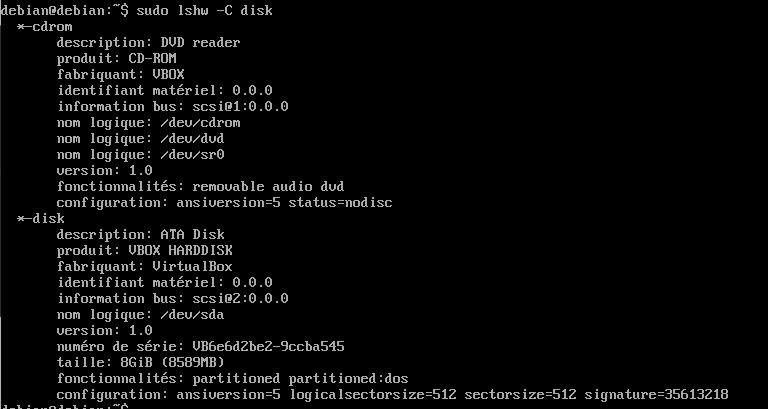 debian@debian:~$ sudo lshw -C disk
*-cdrom
description: DVD reader
produit: CD-ROM
fabriquant: VBOX
identifiant matériel: 0.0.0
information bus: scsi@1:0.0.0
nom logique: /dev/cdrom
nom logique: /dev/dvd
nom logique: /dev/sr0
version: 1.0
fonctionnalités: removable audio dvd
configuration: ansiversion=5 status=nodisc
*-disk
description: ATA Disk
produit: VBOX HARDDISK
fabriquant: VirtualBox
identifiant matériel: 0.0.0
information bus: scsi@2:0.0.0
nom logique: /dev/sda
version: 1.0
numéro de série: VB6e6d2be2-9ccba545
taille: 8GiB (8589MB)
fonctionnalités: partitioned partitioned:dos
configuration: ansiversion=5 logicalsectorsize=512 sectorsize=512 signature=35613218
debian@debian:~$